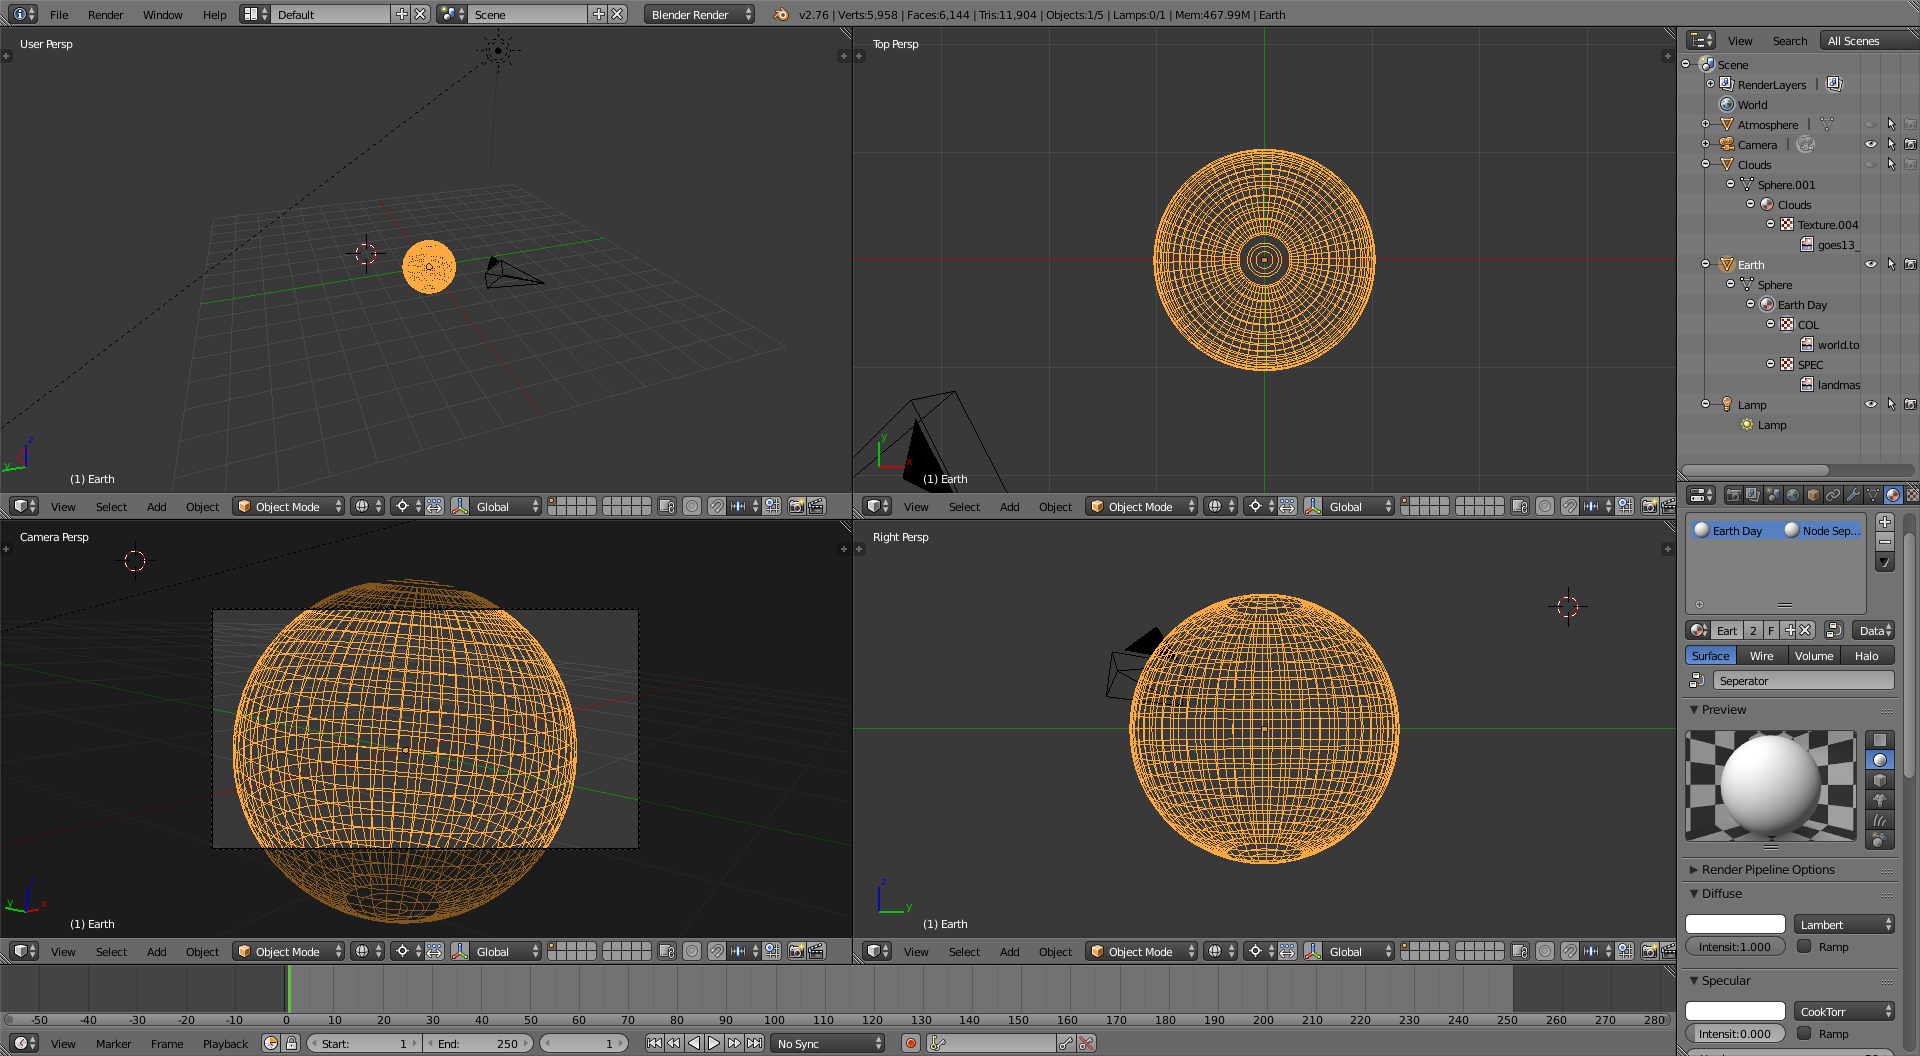 File Render Window Help Default Scene Blender Render v2.76 | Verts:5,958 | Faces:6,144 | Tris:11,904 | Objects:1/5 | Lamps:0/1 | Mem:467.99M | Earth
User Persp
z
y
(1) Earth
View Select Add Object Object Mode Global
Top Persp
y
x
(1) Earth
View Select Add Object Object Mode Global
Camera Persp
z
y
x
(1) Earth
View Select Add Object Object Mode Global
Right Persp
z
y
(1) Earth
View Select Add Object Object Mode Global
-50 -40 -30 -20 -10 0 10 20 30 40 50 60 70 80 90 100 110 120 130 140 150 160 170 180 190 200 210 220 230 240 250 260 270 280
View Marker Frame Playback Start: 1 End: 250 1 No Sync
View Search All Scenes
Scene
RenderLayers |
World
Atmosphere |
Camera |
Clouds
Sphere.001
Clouds
Texture.004
goes13_
Earth
Sphere
Earth Day
COL
world.to
SPEC
landmas
Lamp
Lamp
Earth Day Node Sep...
Eart 2 F Data
Surface Wire Volume Halo
Seperator
Preview
Render Pipeline Options
Diffuse
Lambert
Intensit:1.000 Ramp
Specular
CookTorr
Intensit:0.000 Ramp